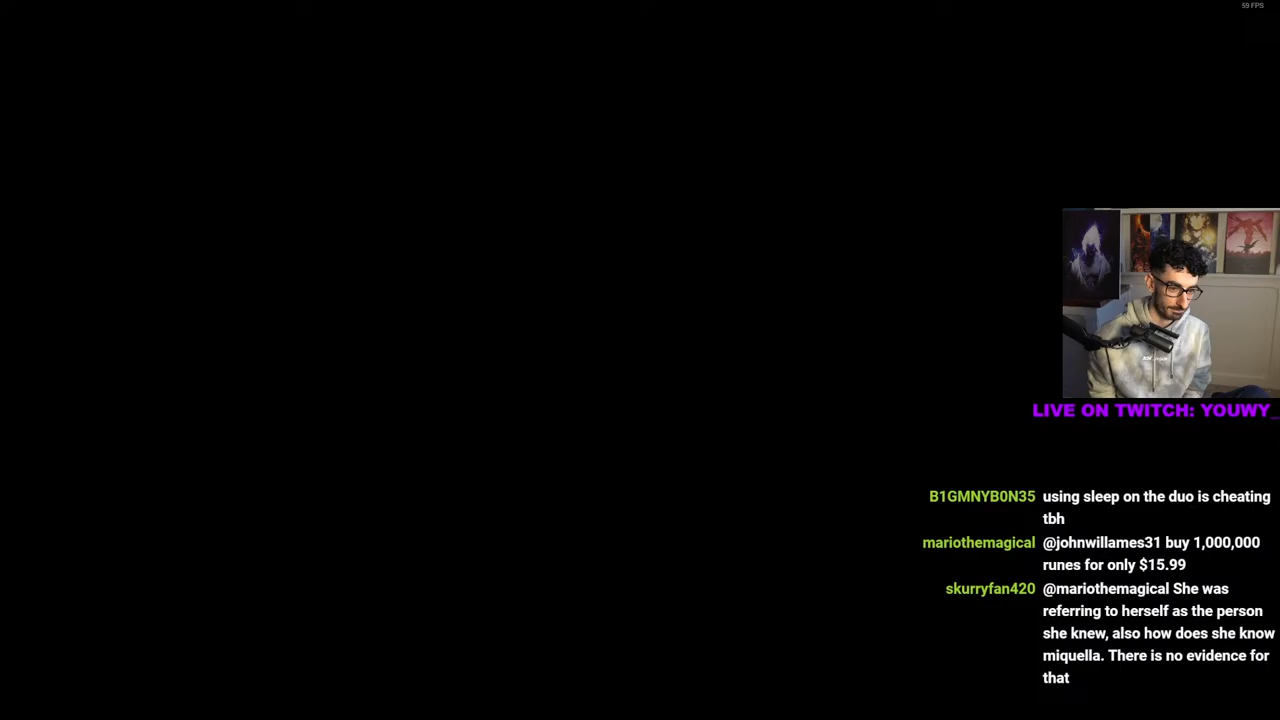 59 FPS
LIVE ON TWITCH: YOUWY_
B1GMNYB0N35 using sleep on the duo is cheating
tbh
mariothemagical @johnwillames31 buy 1,000,000
runes for only $15.99
skurryfan420 @mariothemagical She was
referring to herself as the person
she knew, also how does she know
miquella. There is no evidence for
that